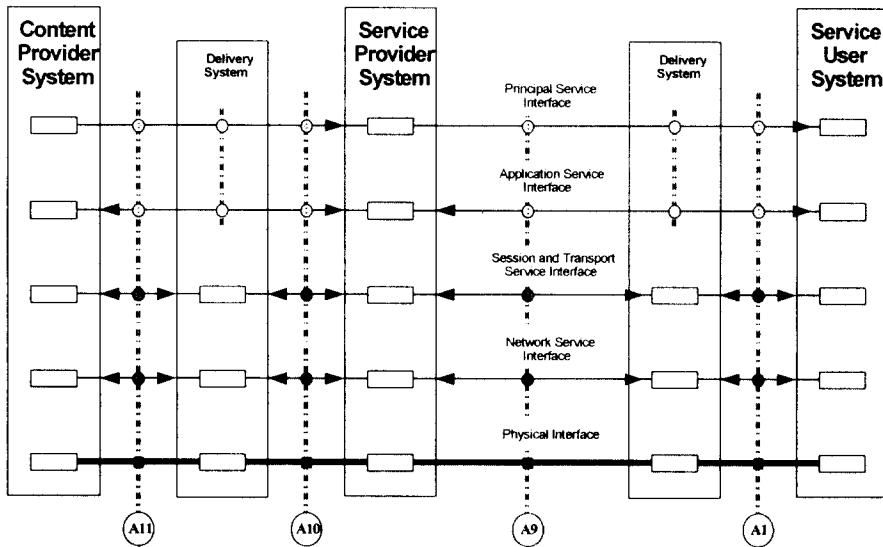 Content
Provider
System
Delivery
System
Service
Provider
System
Delivery
System
Service
User
System
Principal Service
Interface
Application Service
Interface
Session and Transport
Service Interface
Network Service
Interface
Physical Interface
A11
A10
A9
A1